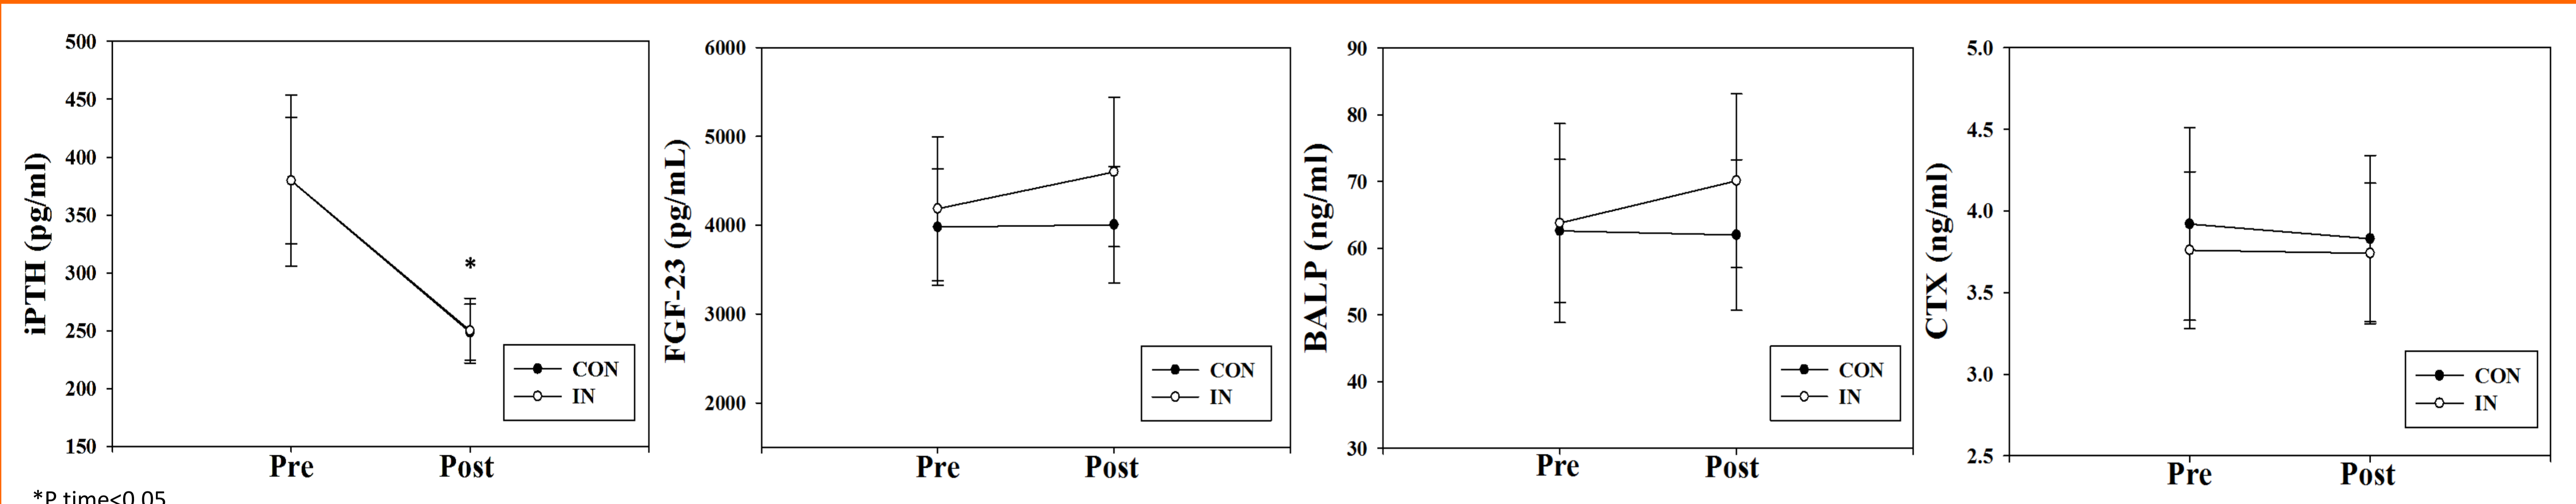 iPTH (pg/ml)
500
450
400
350
300
250
200
150
*
Pre
Post
CON
IN
FGF-23 (pg/mL)
6000
5000
4000
3000
2000
Pre
Post
CON
IN
BALP (ng/ml)
90
80
70
60
50
40
30
Pre
Post
CON
IN
CTX (ng/ml)
5.0
4.5
4.0
3.5
3.0
2.5
Pre
Post
CON
IN
*P time<0.05